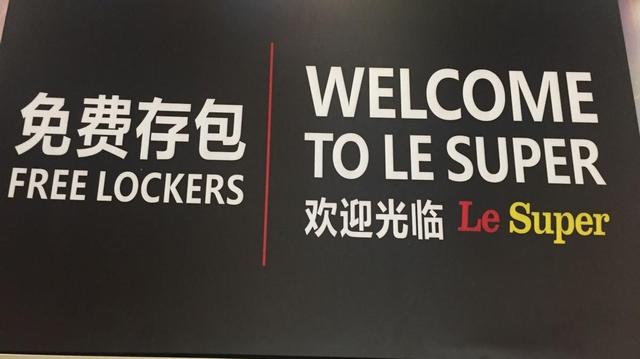 免费存包
FREE LOCKERS
WELCOME
TO LE SUPER
欢迎光临 Le Super